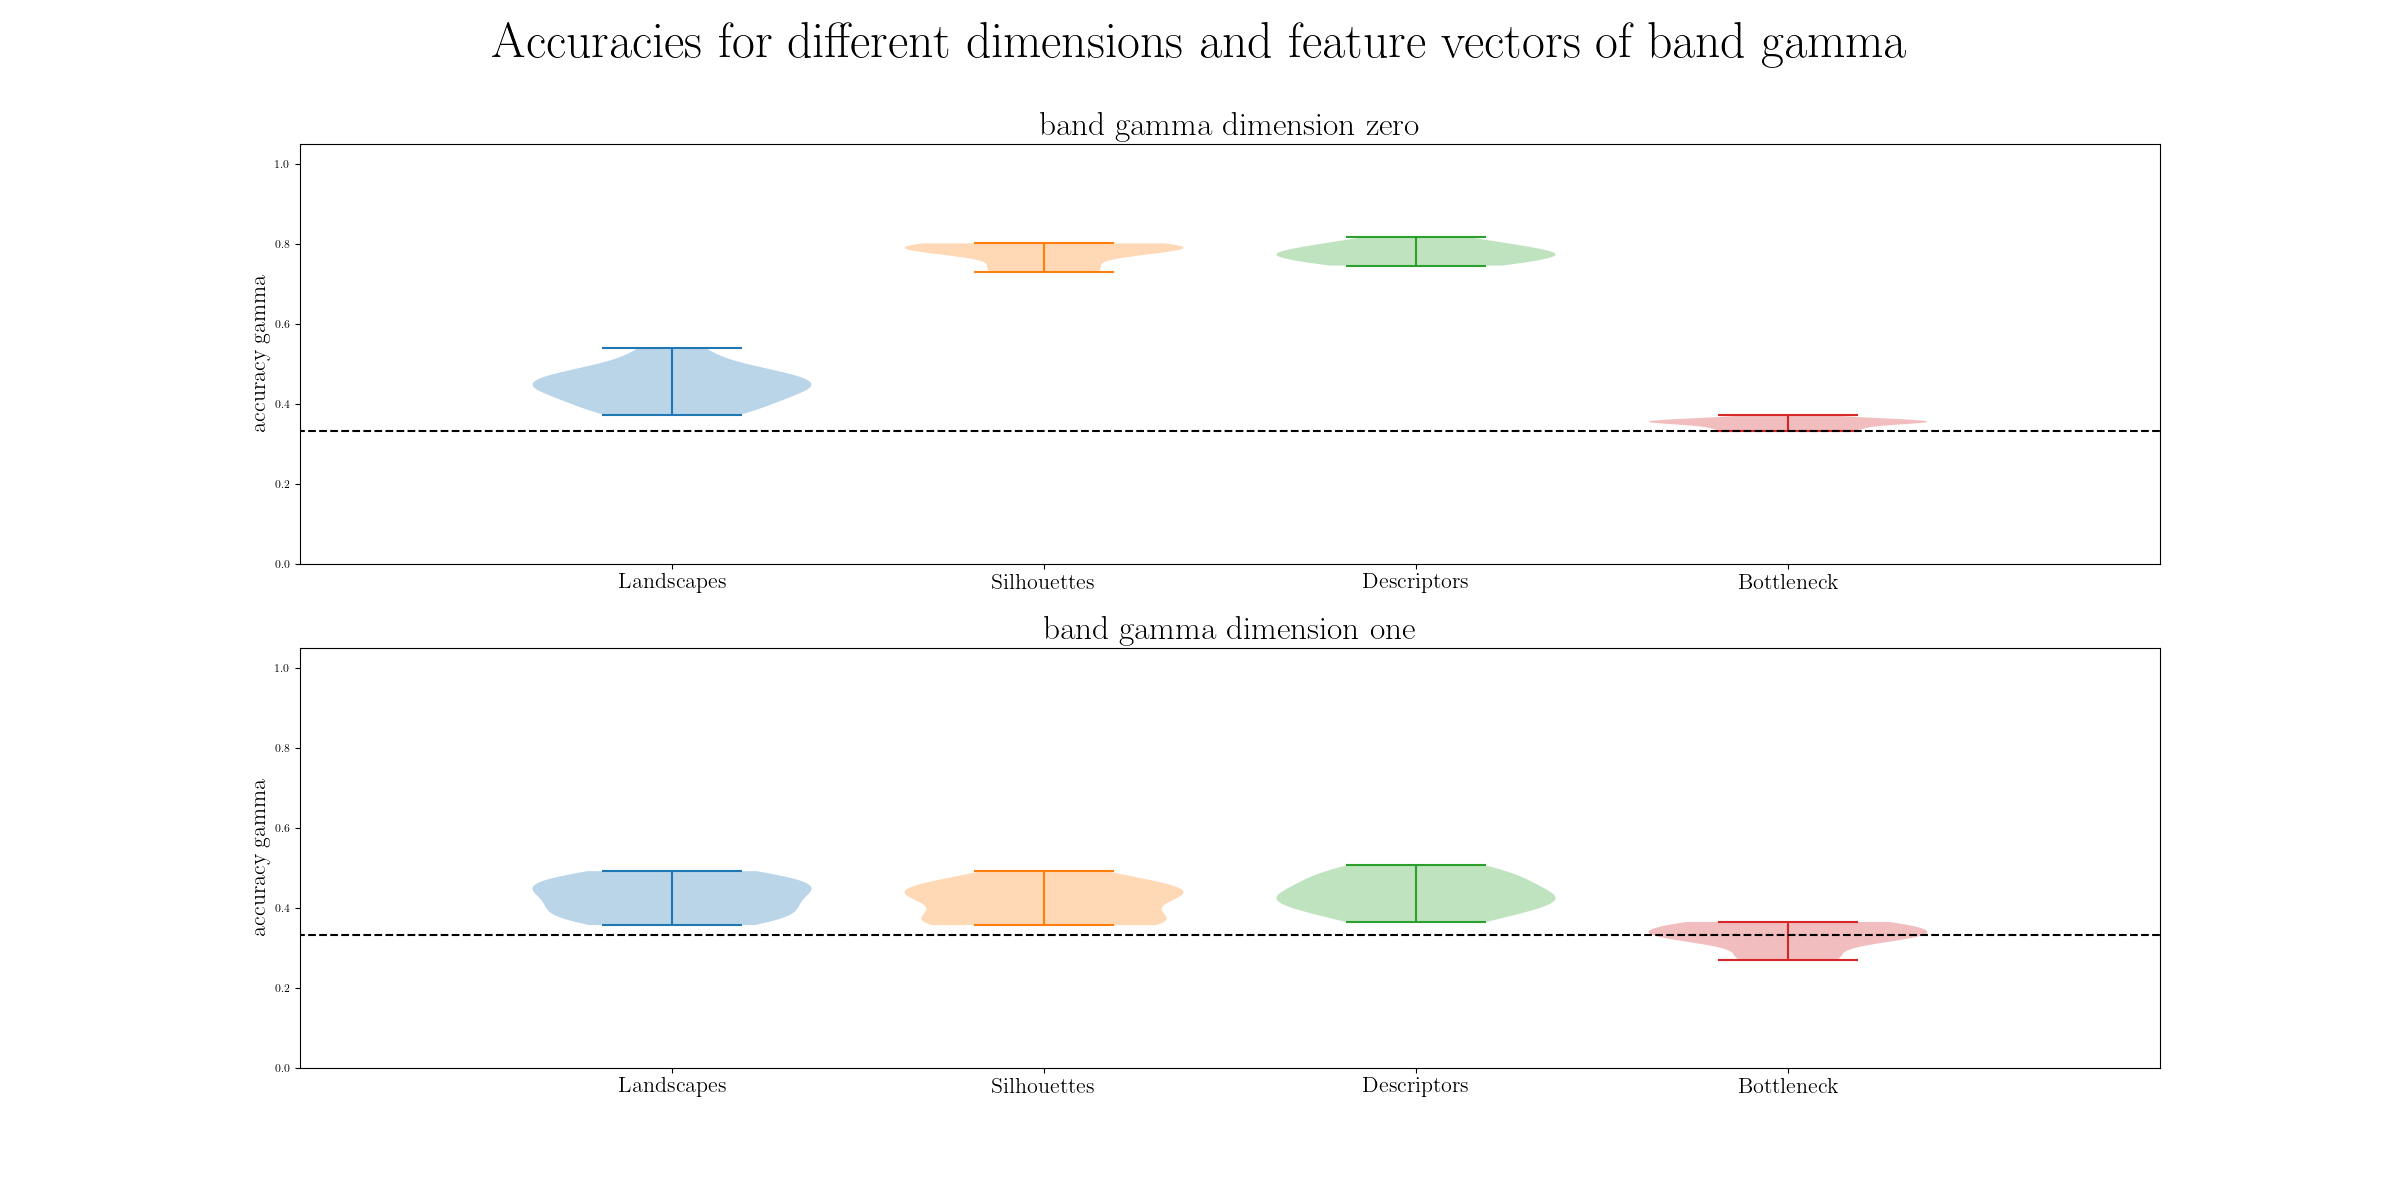 Accuracies for different dimensions and feature vectors of band gamma
band gamma dimension zero
1.0
0.8
0.6
0.4
0.2
0.0
accuracy gamma
Landscapes Silhouettes Descriptors Bottleneck
band gamma dimension one
1.0
0.8
0.6
0.4
0.2
0.0
accuracy gamma
Landscapes Silhouettes Descriptors Bottleneck